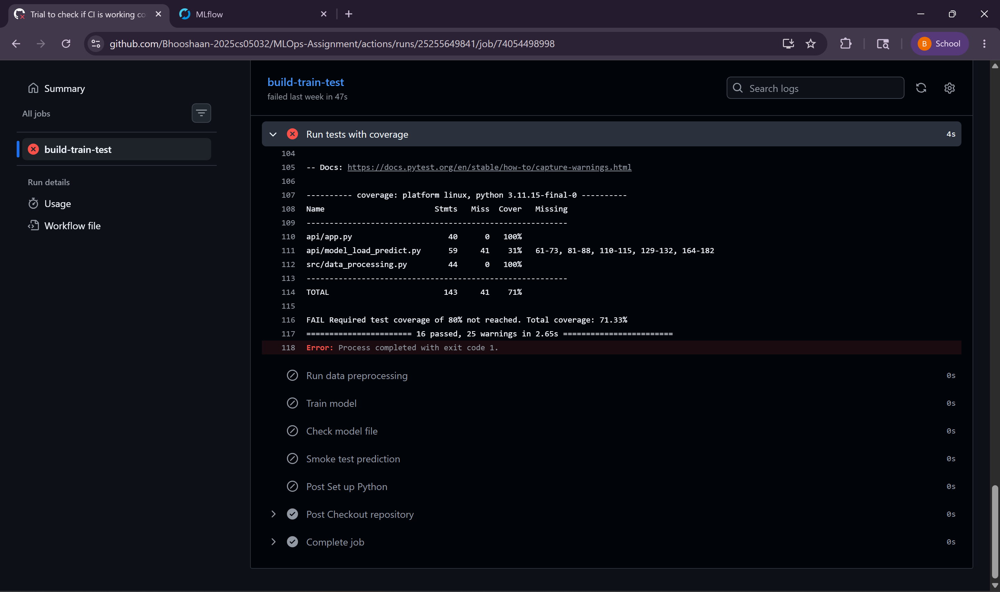 Trial to check if CI is working co
MLflow
github.com/Bhooshaan-2025cs05032/MLOps-Assignment/actions/runs/25255649841/job/74054498998
B School
Summary
All jobs
build-train-test
Run details
Usage
Workflow file
build-train-test
failed last week in 47s
Search logs
Run tests with coverage 4s
104
105 -- Docs: https://docs.pytest.org/en/stable/how-to/capture-warnings.html
106
107 ---------- coverage: platform linux, python 3.11.15-final-0 ----------
108 Name Stmts Miss Cover Missing
109 ---------------------------------------------------------
110 api/app.py 40 0 100%
111 api/model_load_predict.py 59 41 31% 61-73, 81-88, 110-115, 129-132, 164-182
112 src/data_processing.py 44 0 100%
113 ---------------------------------------------------------
114 TOTAL 143 41 71%
115
116 FAIL Required test coverage of 80% not reached. Total coverage: 71.33%
117 ======================= 16 passed, 25 warnings in 2.65s ========================
118 Error: Process completed with exit code 1.
Run data preprocessing 0s
Train model 0s
Check model file 0s
Smoke test prediction 0s
Post Set up Python 0s
Post Checkout repository 0s
Complete job 0s